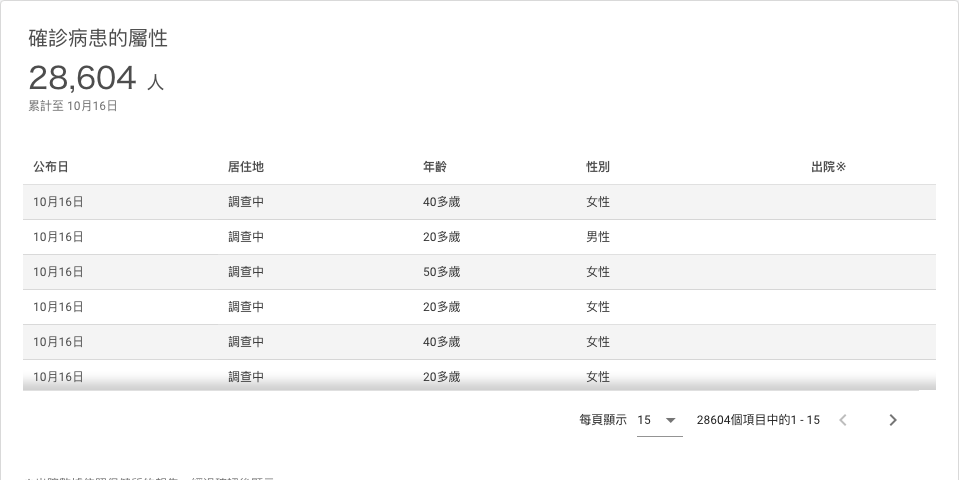 確診病患的屬性
28,604 人
累計至 10月16日
公布日 居住地 年齡 性別 出院※
10月16日 調查中 40多歲 女性
10月16日 調查中 20多歲 男性
10月16日 調查中 50多歲 女性
10月16日 調查中 20多歲 女性
10月16日 調查中 40多歲 女性
10月16日 調查中 20多歲 女性
每頁顯示 15 28604個項目中的1 - 15